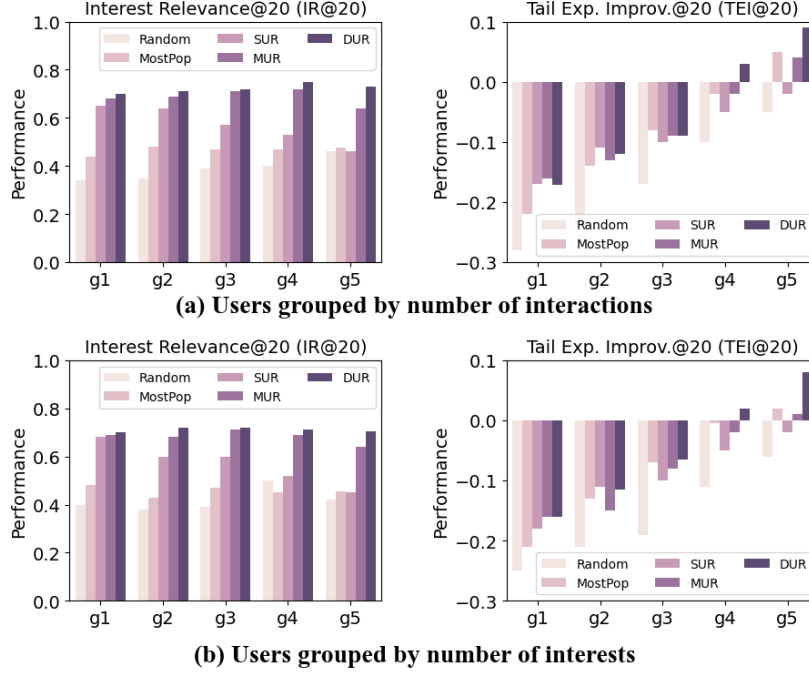 Interest Relevance@20 (IR@20)
Performance
1.0
0.8
0.6
0.4
0.2
0.0
Random
MostPop
SUR
MUR
DUR
g1 g2 g3 g4 g5
Tail Exp. Improv.@20 (TEI@20)
Performance
0.1
0.0
−0.1
−0.2
−0.3
Random
MostPop
SUR
MUR
DUR
g1 g2 g3 g4 g5
(a) Users grouped by number of interactions
Interest Relevance@20 (IR@20)
Performance
1.0
0.8
0.6
0.4
0.2
0.0
Random
MostPop
SUR
MUR
DUR
g1 g2 g3 g4 g5
Tail Exp. Improv.@20 (TEI@20)
Performance
0.1
0.0
−0.1
−0.2
−0.3
Random
MostPop
SUR
MUR
DUR
g1 g2 g3 g4 g5
(b) Users grouped by number of interests